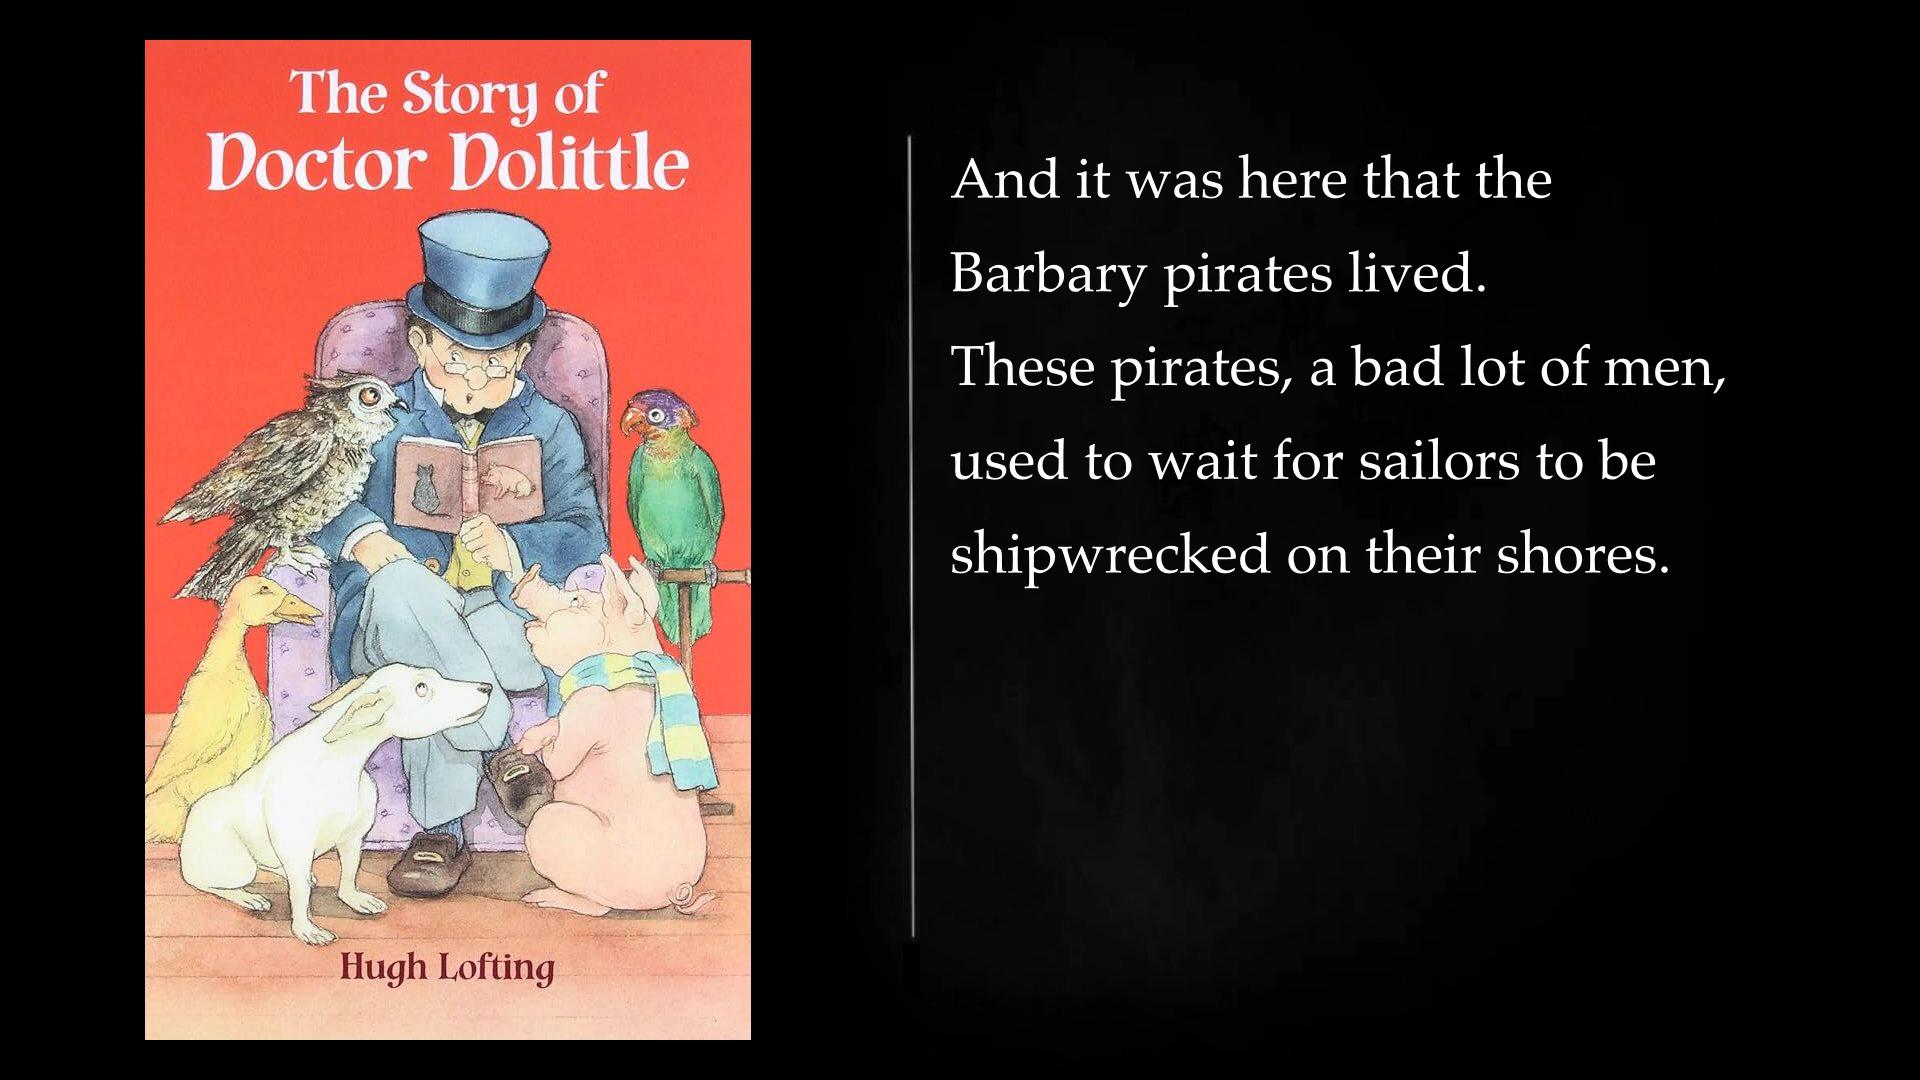 The Story of
Doctor Dolittle
Hugh Lofting
And it was here that the
Barbary pirates lived.
These pirates, a bad lot of men,
used to wait for sailors to be
shipwrecked on their shores.